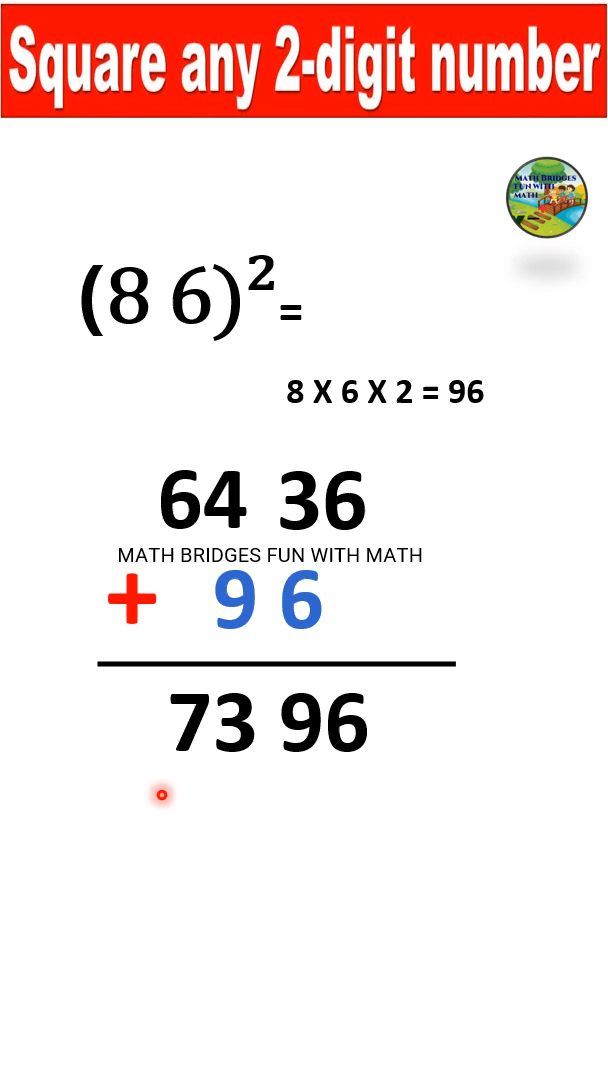 Square any 2-digit number
MATH BRIDGES
FUN WITH
MATH
(8 6)² =
8 X 6 X 2 = 96
64 36
MATH BRIDGES FUN WITH MATH
+ 9 6
73 96